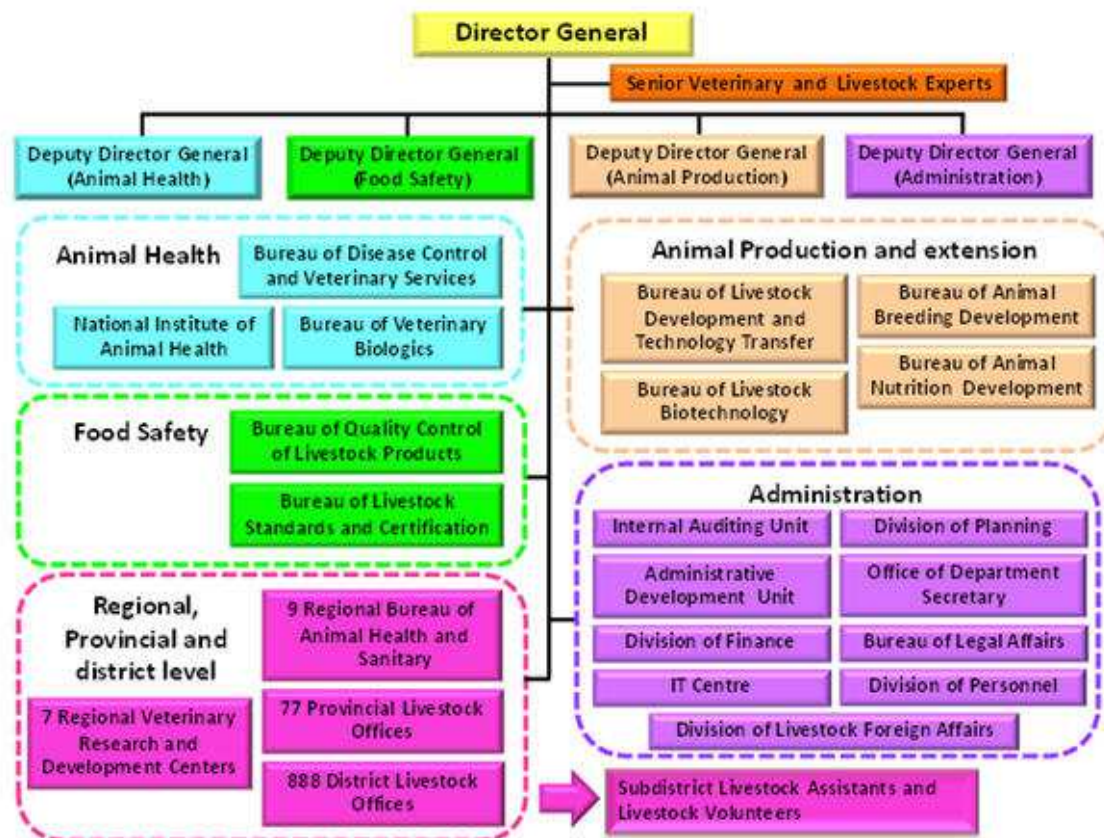 Director General
Senior Veterinary and Livestock Experts
Deputy Director General
(Animal Health)
Deputy Director General
(Food Safety)
Deputy Director General
(Animal Production)
Deputy Director General
(Administration)
Animal Health
Bureau of Disease Control
and Veterinary Services
National Institute of
Animal Health
Bureau of Veterinary
Biologics
Animal Production and extension
Bureau of Livestock
Development and
Technology Transfer
Bureau of Animal
Breeding Development
Bureau of Livestock
Biotechnology
Bureau of Animal
Nutrition Development
Food Safety
Bureau of Quality Control
of Livestock Products
Bureau of Livestock
Standards and Certification
Administration
Internal Auditing Unit
Division of Planning
Administrative
Development Unit
Office of Department
Secretary
Division of Finance
Bureau of Legal Affairs
IT Centre
Division of Personnel
Division of Livestock Foreign Affairs
Regional,
Provincial and
district level
9 Regional Bureau of
Animal Health and
Sanitary
7 Regional Veterinary
Research and
Development Centers
77 Provincial Livestock
Offices
888 District Livestock
Offices
Subdistrict Livestock Assistants and
Livestock Volunteers